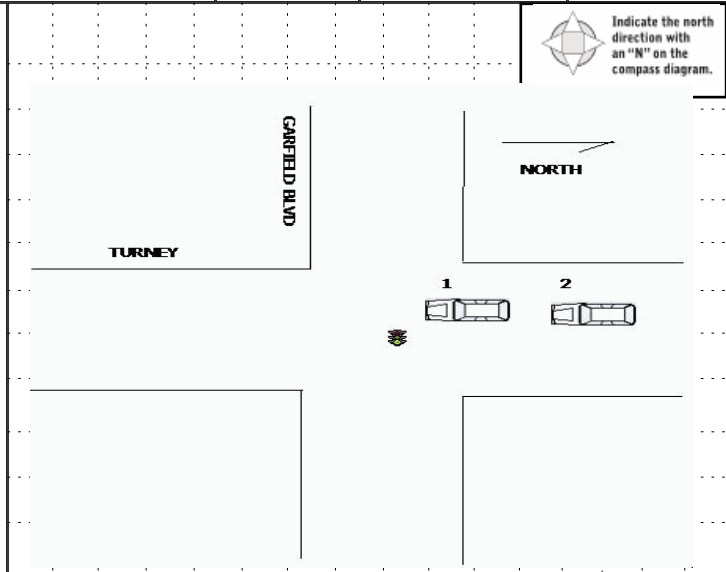 Indicate the north
direction with
an “N” on the
compass diagram.
GARFIELD BLVD
NORTH
TURNEY
1
2